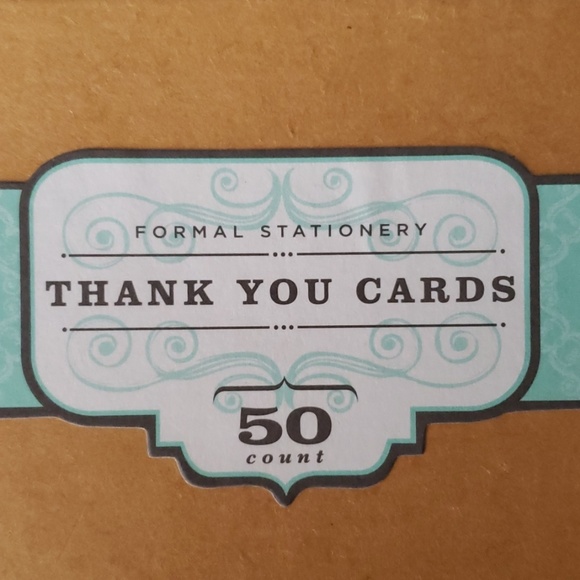 FORMAL STATIONERY
THANK YOU CARDS
50
count